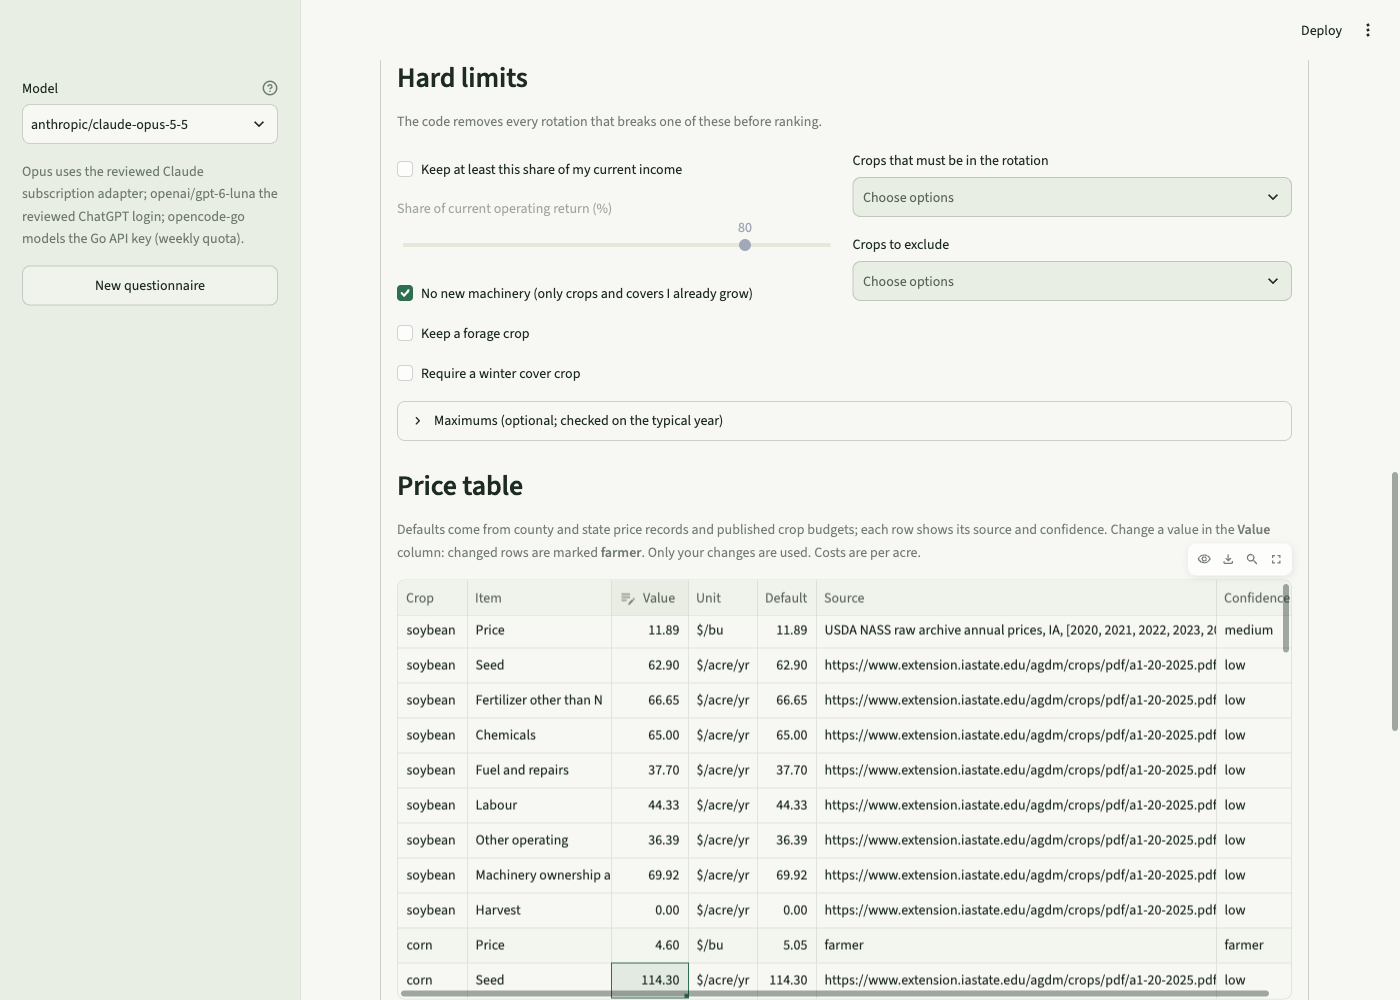 Deploy
Model
anthropic/claude-opus-5-5
Opus uses the reviewed Claude
subscription adapter; openai/gpt-6-luna the
reviewed ChatGPT login; opencode-go
models the Go API key (weekly quota).
New questionnaire
Hard limits
The code removes every rotation that breaks one of these before ranking.
Keep at least this share of my current income
Share of current operating return (%)
80
No new machinery (only crops and covers I already grow)
Keep a forage crop
Require a winter cover crop
Crops that must be in the rotation
Choose options
Crops to exclude
Choose options
Maximums (optional; checked on the typical year)
Price table
Defaults come from county and state price records and published crop budgets; each row shows its source and confidence. Change a value in the Value
column: changed rows are marked farmer. Only your changes are used. Costs are per acre.
Crop Item Value Unit Default Source Confidence
soybean Price 11.89 $/bu 11.89 USDA NASS raw archive annual prices, IA, [2020, 2021, 2022, 2023, 20 medium
soybean Seed 62.90 $/acre/yr 62.90 https://www.extension.iastate.edu/agdm/crops/pdf/a1-20-2025.pdf low
soybean Fertilizer other than N 66.65 $/acre/yr 66.65 https://www.extension.iastate.edu/agdm/crops/pdf/a1-20-2025.pdf low
soybean Chemicals 65.00 $/acre/yr 65.00 https://www.extension.iastate.edu/agdm/crops/pdf/a1-20-2025.pdf low
soybean Fuel and repairs 37.70 $/acre/yr 37.70 https://www.extension.iastate.edu/agdm/crops/pdf/a1-20-2025.pdf low
soybean Labour 44.33 $/acre/yr 44.33 https://www.extension.iastate.edu/agdm/crops/pdf/a1-20-2025.pdf low
soybean Other operating 36.39 $/acre/yr 36.39 https://www.extension.iastate.edu/agdm/crops/pdf/a1-20-2025.pdf low
soybean Machinery ownership a 69.92 $/acre/yr 69.92 https://www.extension.iastate.edu/agdm/crops/pdf/a1-20-2025.pdf low
soybean Harvest 0.00 $/acre/yr 0.00 https://www.extension.iastate.edu/agdm/crops/pdf/a1-20-2025.pdf low
corn Price 4.60 $/bu 5.05 farmer farmer
corn Seed 114.30 $/acre/yr 114.30 https://www.extension.iastate.edu/agdm/crops/pdf/a1-20-2025.pdf low